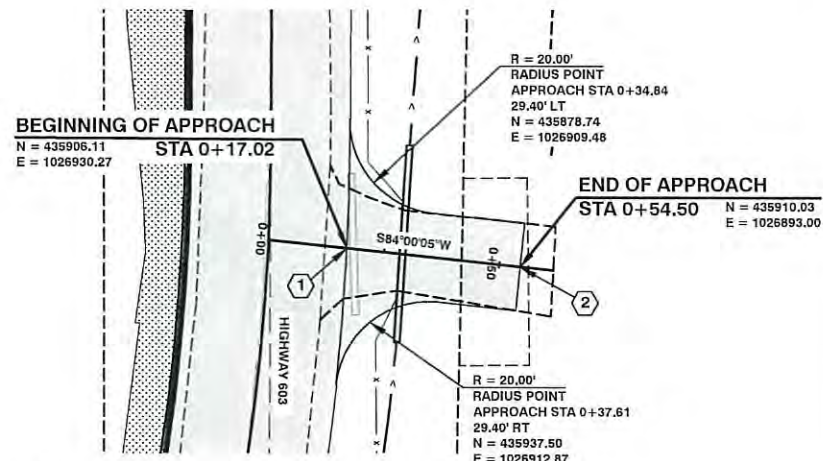 R = 20.00'
RADIUS POINT
APPROACH STA 0+34.84
29.40' LT
N = 435878.74
E = 1026909.48
BEGINNING OF APPROACH
N = 435906.11
E = 1026930.27
STA 0+17.02
END OF APPROACH
STA 0+54.50
N = 435910.03
E = 1026893.00
0+00
S84°00'05"W
0+50
1
2
HIGHWAY 603
R = 20.00'
RADIUS POINT
APPROACH STA 0+37.61
29.40' RT
N = 435937.50
E = 1026912.87